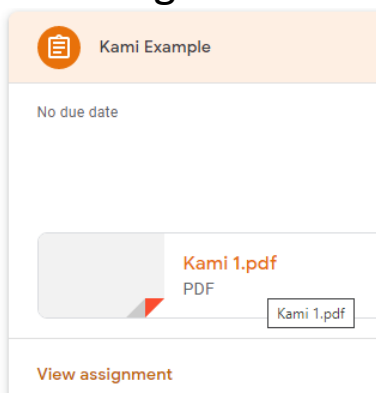 Kami Example
No due date
Kami 1.pdf
PDF
Kami 1.pdf
View assignment